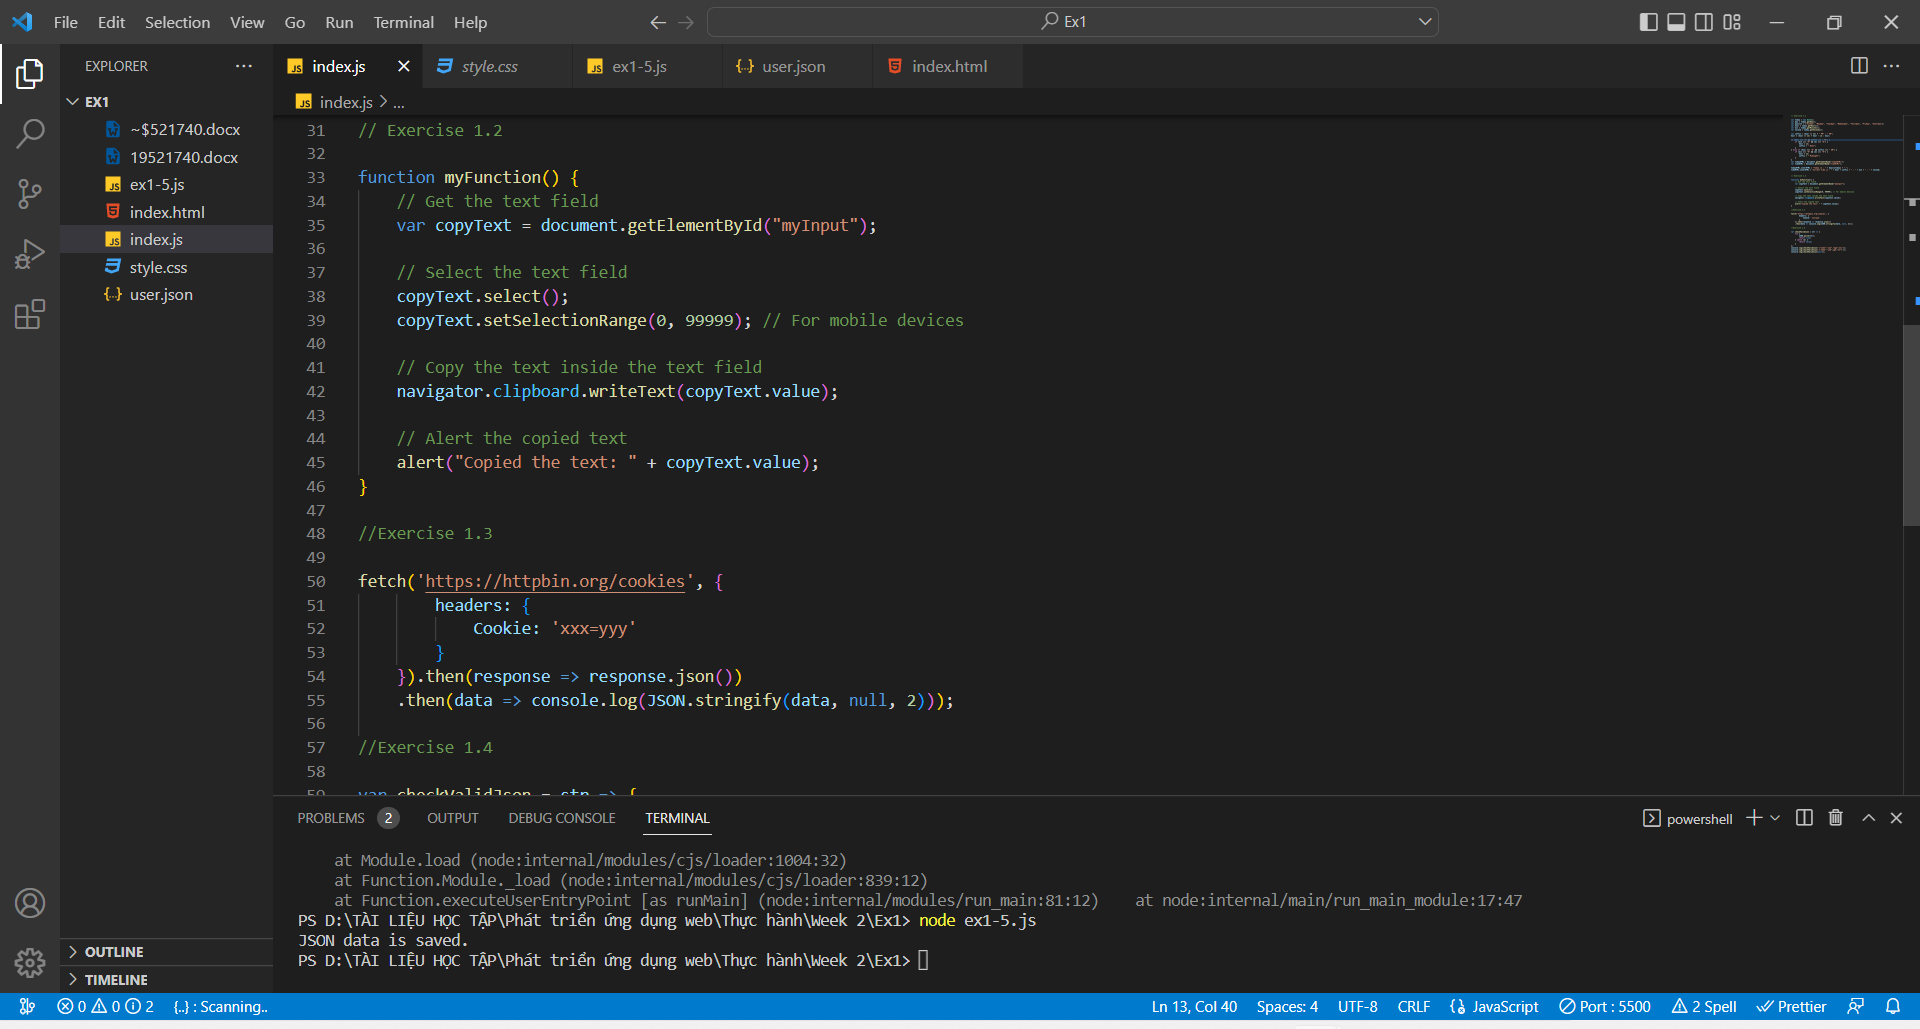 File Edit Selection View Go Run Terminal Help
Ex1
EXPLORER
EX1
~$521740.docx
19521740.docx
ex1-5.js
index.html
index.js
style.css
user.json
OUTLINE
TIMELINE
index.js style.css ex1-5.js user.json index.html
index.js > ...
31 // Exercise 1.2
32
33 function myFunction() {
34 // Get the text field
35 var copyText = document.getElementById("myInput");
36
37 // Select the text field
38 copyText.select();
39 copyText.setSelectionRange(0, 99999); // For mobile devices
40
41 // Copy the text inside the text field
42 navigator.clipboard.writeText(copyText.value);
43
44 // Alert the copied text
45 alert("Copied the text: " + copyText.value);
46 }
47
48 //Exercise 1.3
49
50 fetch('https://httpbin.org/cookies', {
51 headers: {
52 Cookie: 'xxx=yyy'
53 }
54 }).then(response => response.json())
55 .then(data => console.log(JSON.stringify(data, null, 2)));
56
57 //Exercise 1.4
58
59 var checkValidJson = str => {
PROBLEMS 2 OUTPUT DEBUG CONSOLE TERMINAL
powershell
at Module.load (node:internal/modules/cjs/loader:1004:32)
at Function.Module._load (node:internal/modules/cjs/loader:839:12)
at Function.executeUserEntryPoint [as runMain] (node:internal/modules/run_main:81:12) at node:internal/main/run_main_module:17:47
PS D:\TÀI LIỆU HỌC TẬP\Phát triển ứng dụng web\Thực hành\Week 2\Ex1> node ex1-5.js
JSON data is saved.
PS D:\TÀI LIỆU HỌC TẬP\Phát triển ứng dụng web\Thực hành\Week 2\Ex1>
0 0 2 {..} : Scanning.. Ln 13, Col 40 Spaces: 4 UTF-8 CRLF JavaScript Port : 5500 2 Spell Prettier